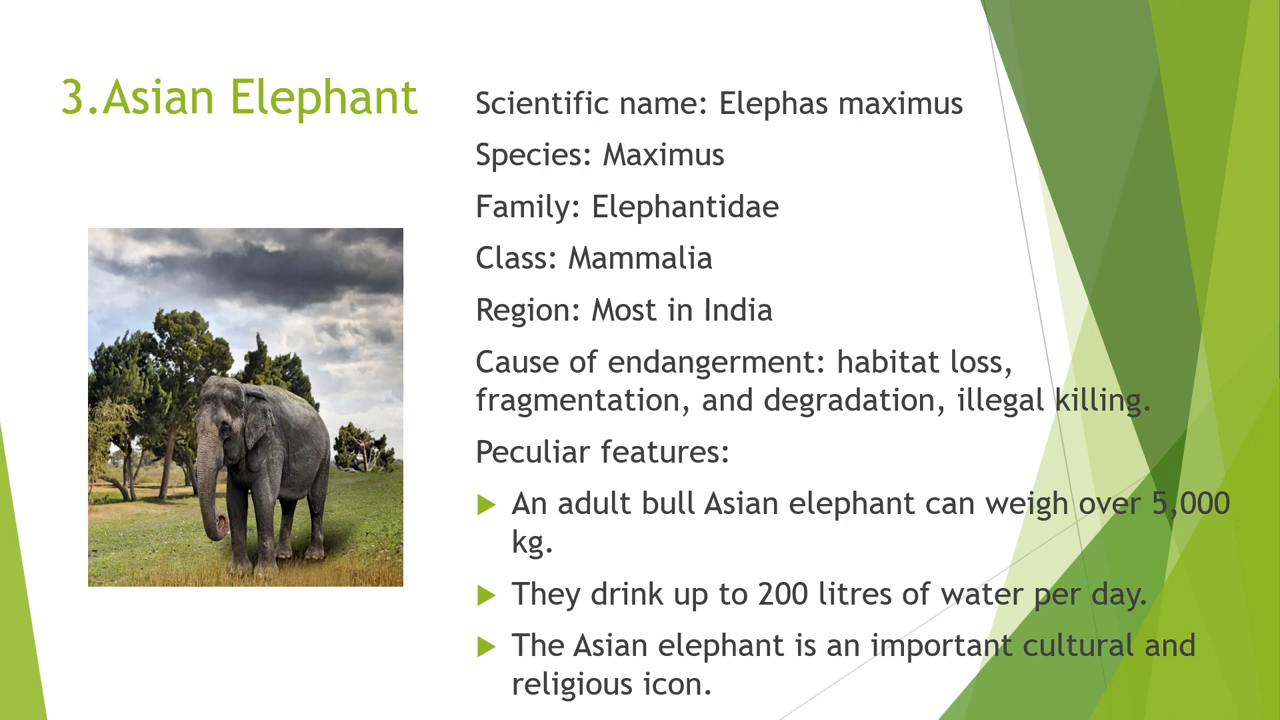 3.Asian Elephant
Scientific name: Elephas maximus
Species: Maximus
Family: Elephantidae
Class: Mammalia
Region: Most in India
Cause of endangerment: habitat loss,
fragmentation, and degradation, illegal killing.
Peculiar features:
An adult bull Asian elephant can weigh over 5,000
kg.
They drink up to 200 litres of water per day.
The Asian elephant is an important cultural and
religious icon.